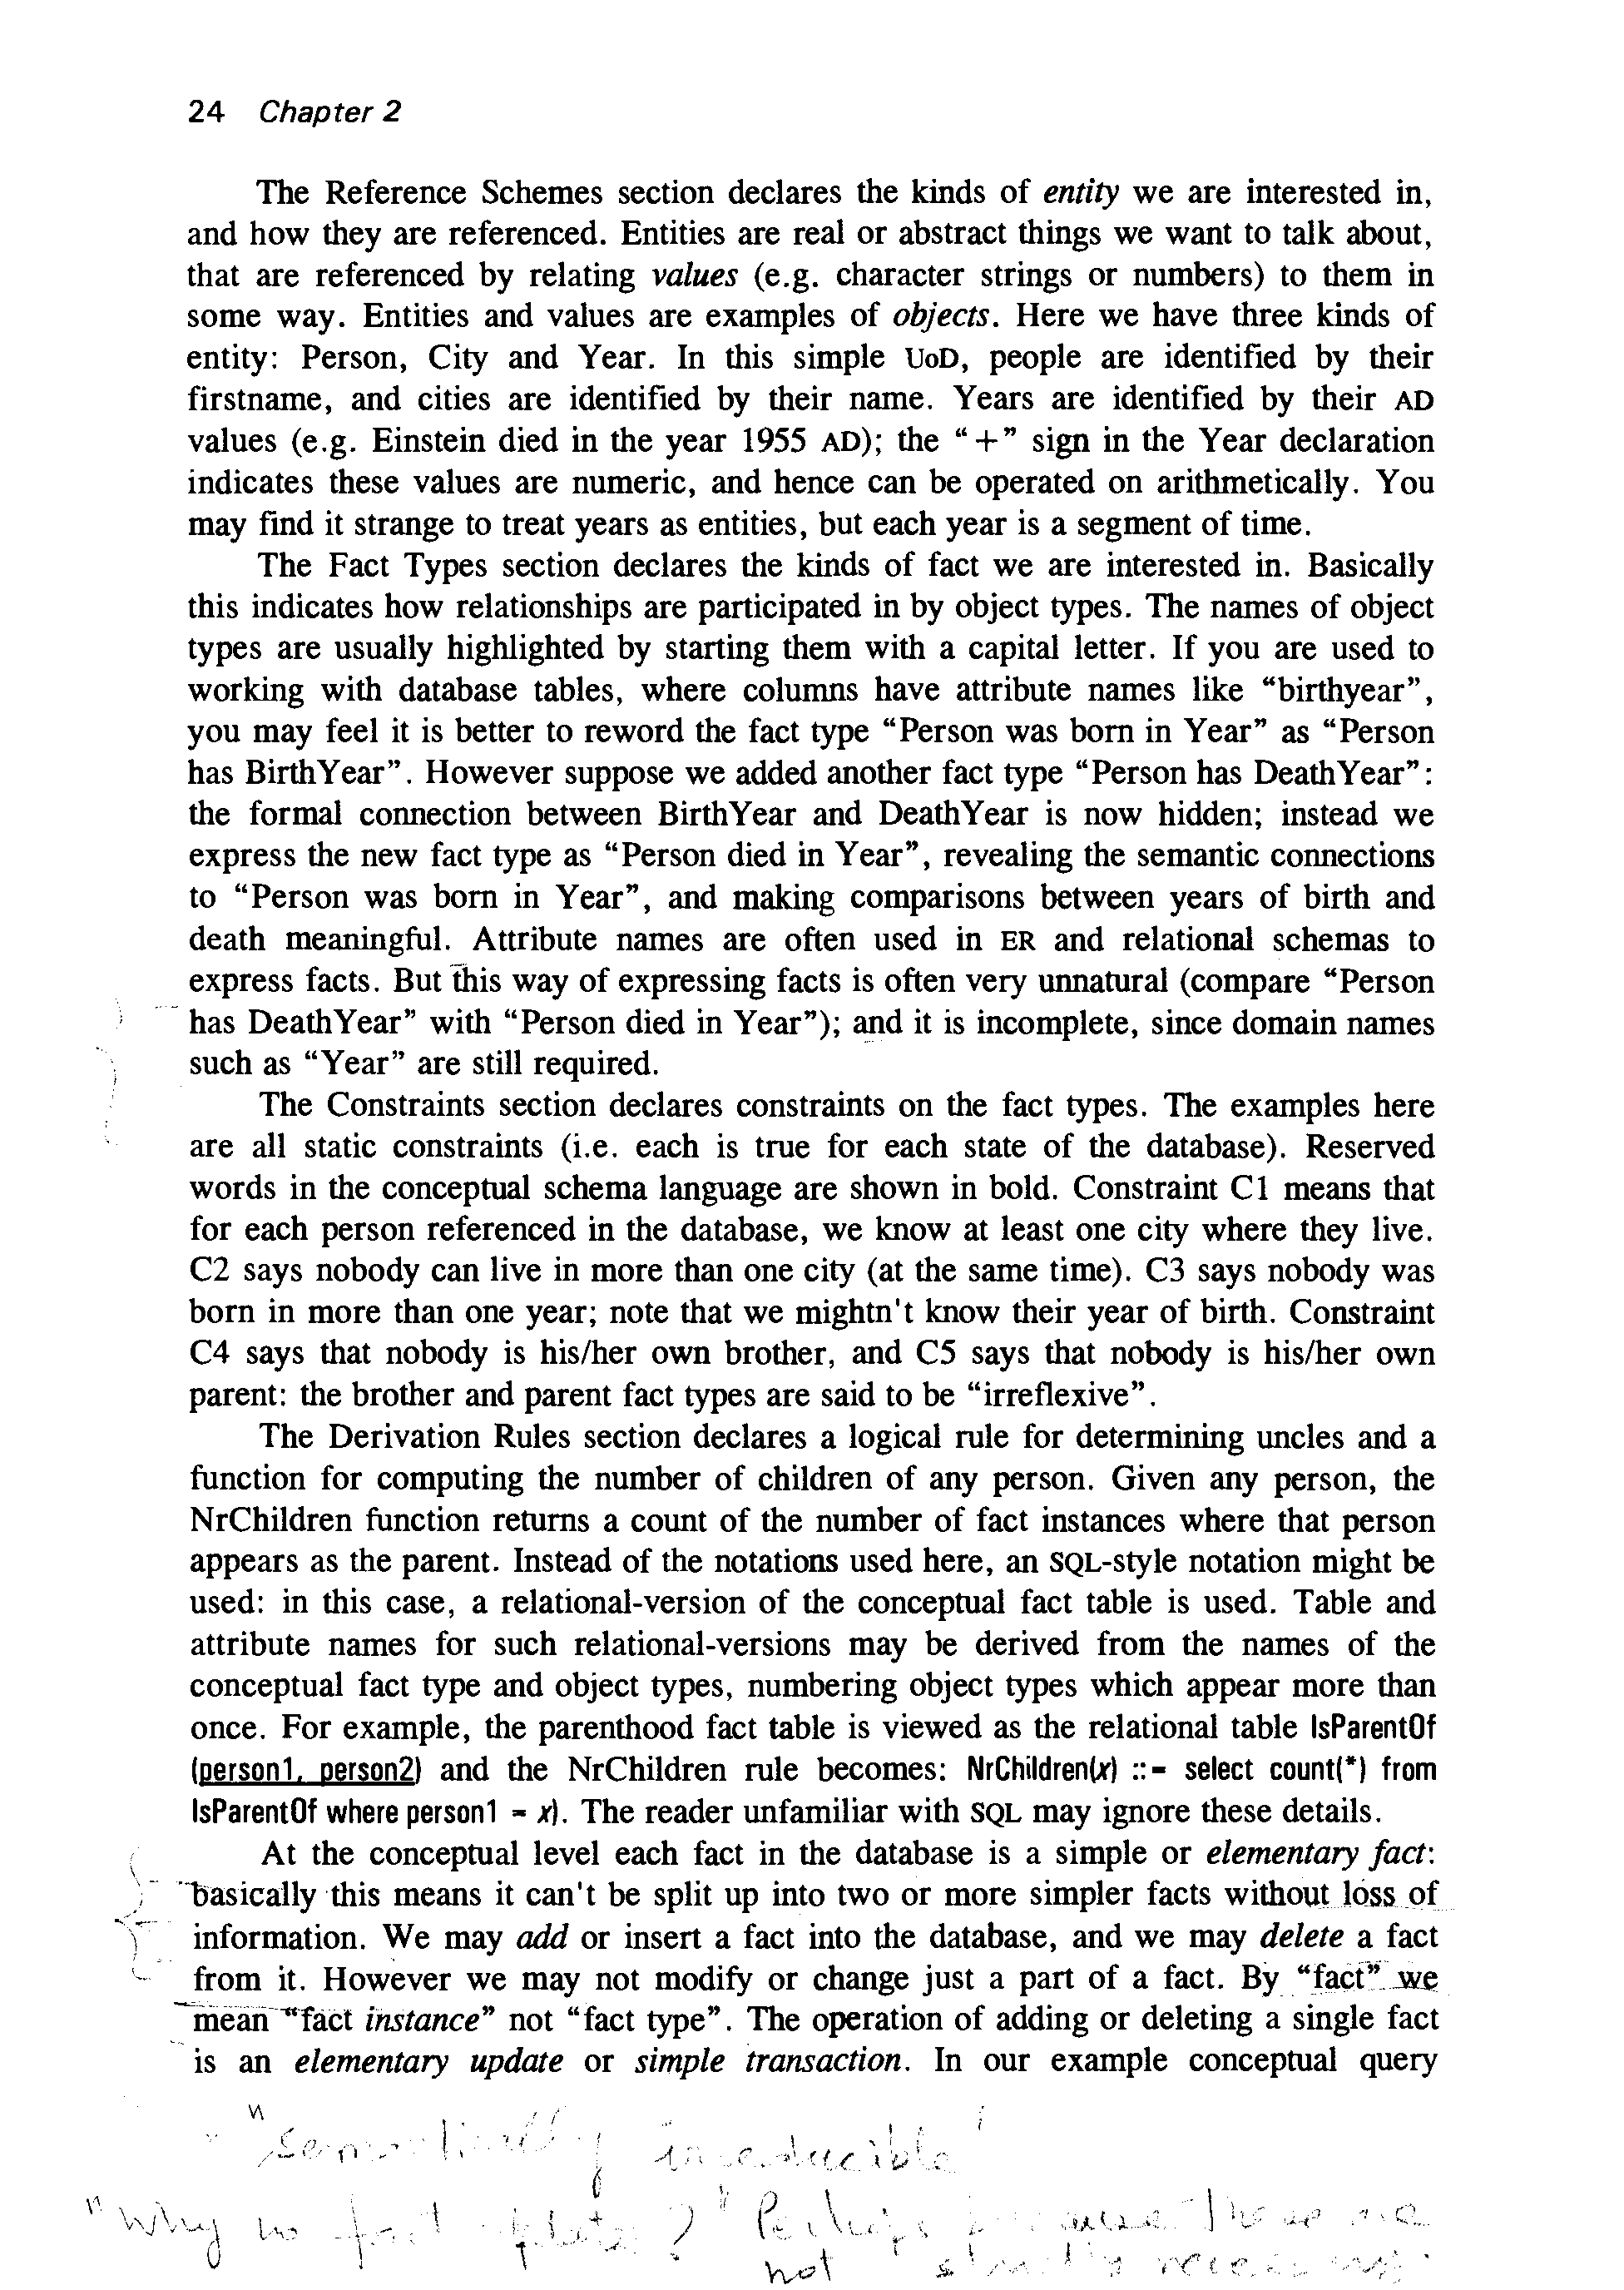 24 Chapter 2
The Reference Schemes section declares the kinds of entity we are interested in,
and how they are referenced. Entities are real or abstract things we want to talk about,
that are referenced by relating values (e.g. character strings or numbers) to them in
some way. Entities and values are examples of objects. Here we have three kinds of
entity: Person, City and Year. In this simple UoD, people are identified by their
firstname, and cities are identified by their name. Years are identified by their AD
values (e.g. Einstein died in the year 1955 AD); the “+” sign in the Year declaration
indicates these values are numeric, and hence can be operated on arithmetically. You
may find it strange to treat years as entities, but each year is a segment of time.
The Fact Types section declares the kinds of fact we are interested in. Basically
this indicates how relationships are participated in by object types. The names of object
types are usually highlighted by starting them with a capital letter. If you are used to
working with database tables, where columns have attribute names like “birthyear”,
you may feel it is better to reword the fact type “Person was born in Year” as “Person
has BirthYear”. However suppose we added another fact type “Person has DeathYear”:
the formal connection between BirthYear and DeathYear is now hidden; instead we
express the new fact type as “Person died in Year”, revealing the semantic connections
to “Person was born in Year”, and making comparisons between years of birth and
death meaningful. Attribute names are often used in ER and relational schemas to
express facts. But this way of expressing facts is often very unnatural (compare “Person
has DeathYear” with “Person died in Year”); and it is incomplete, since domain names
such as “Year” are still required.
The Constraints section declares constraints on the fact types. The examples here
are all static constraints (i.e. each is true for each state of the database). Reserved
words in the conceptual schema language are shown in bold. Constraint C1 means that
for each person referenced in the database, we know at least one city where they live.
C2 says nobody can live in more than one city (at the same time). C3 says nobody was
born in more than one year; note that we mightn't know their year of birth. Constraint
C4 says that nobody is his/her own brother, and C5 says that nobody is his/her own
parent: the brother and parent fact types are said to be “irreflexive”.
The Derivation Rules section declares a logical rule for determining uncles and a
function for computing the number of children of any person. Given any person, the
NrChildren function returns a count of the number of fact instances where that person
appears as the parent. Instead of the notations used here, an SQL-style notation might be
used: in this case, a relational-version of the conceptual fact table is used. Table and
attribute names for such relational-versions may be derived from the names of the
conceptual fact type and object types, numbering object types which appear more than
once. For example, the parenthood fact table is viewed as the relational table IsParentOf
(person1, person2) and the NrChildren rule becomes: NrChildren(x) ::= select count(*) from
IsParentOf where person1 = x). The reader unfamiliar with SQL may ignore these details.
At the conceptual level each fact in the database is a simple or elementary fact:
basically this means it can't be split up into two or more simpler facts without loss of
information. We may add or insert a fact into the database, and we may delete a fact
from it. However we may not modify or change just a part of a fact. By “fact” we
mean “fact instance” not “fact type”. The operation of adding or deleting a single fact
is an elementary update or simple transaction. In our example conceptual query
"semantically irreducible"
"Why no fact update?" Perhaps because these are
not strictly necessary.